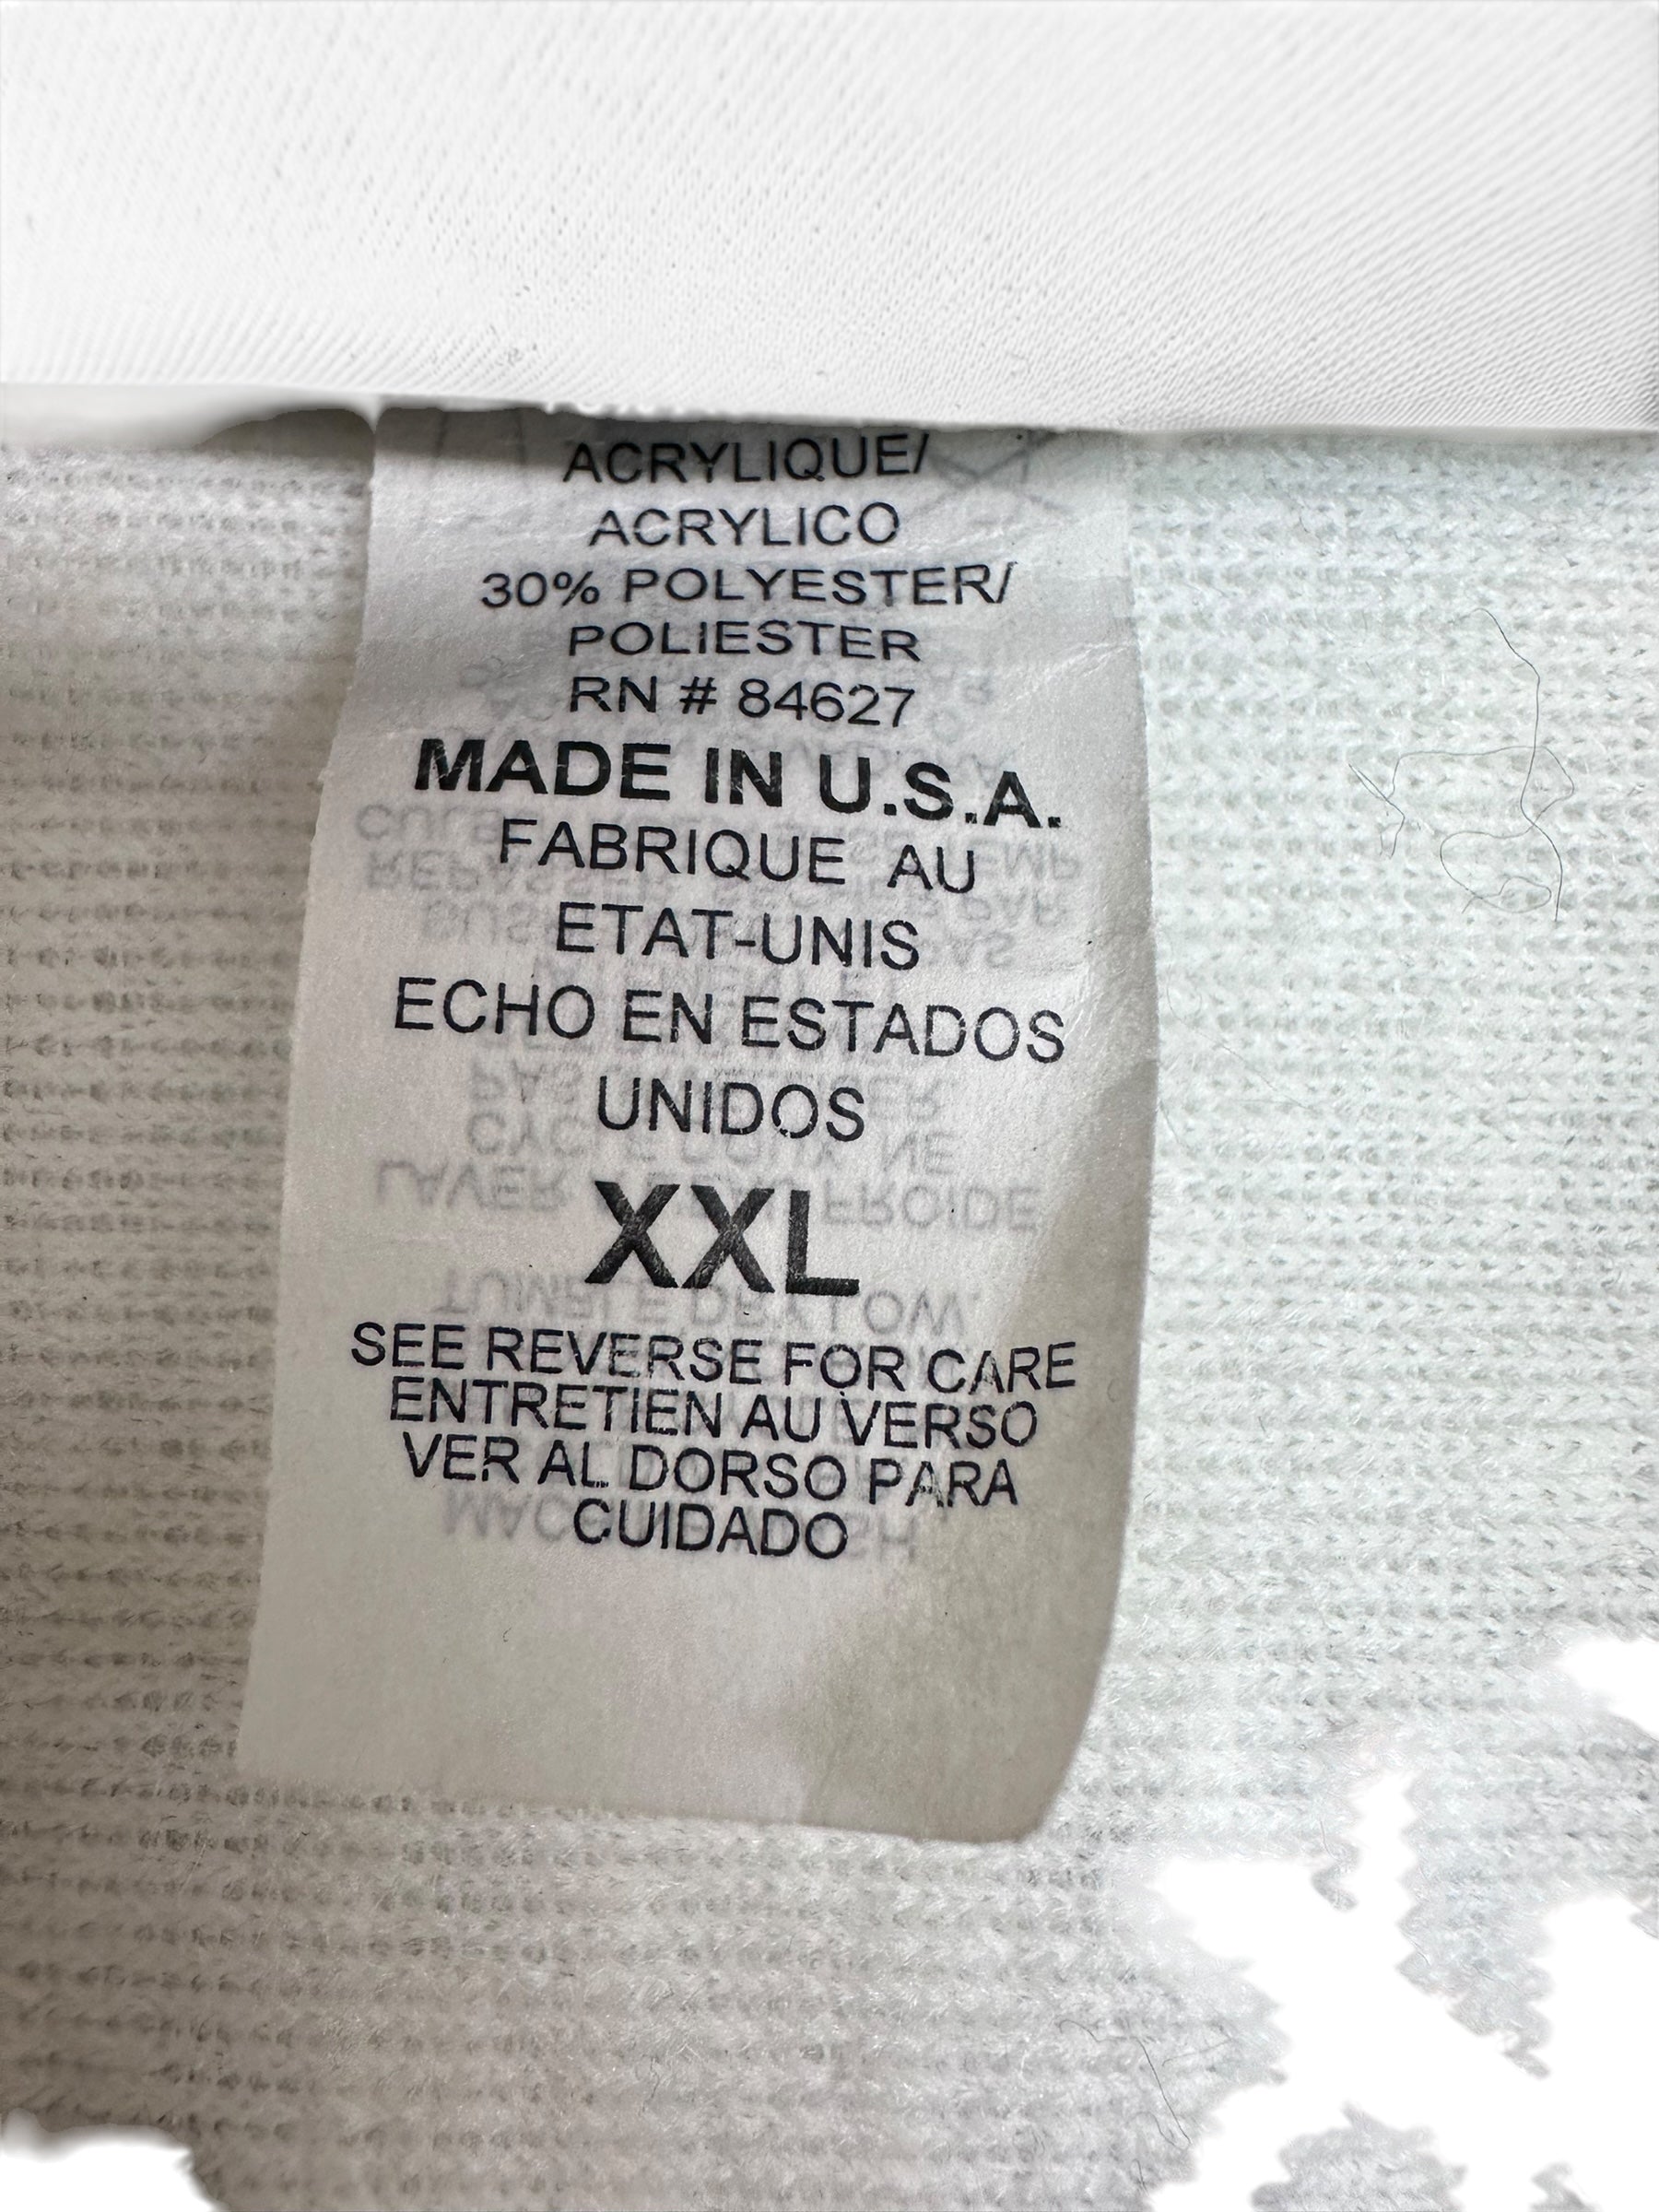 ACRYLIQUE/
ACRYLICO
30% POLYESTER/
POLIESTER
RN # 84627
MADE IN U.S.A.
FABRIQUE AU
ETAT-UNIS
ECHO EN ESTADOS
UNIDOS
XXL
SEE REVERSE FOR CARE
ENTRETIEN AU VERSO
VER AL DORSO PARA
CUIDADO